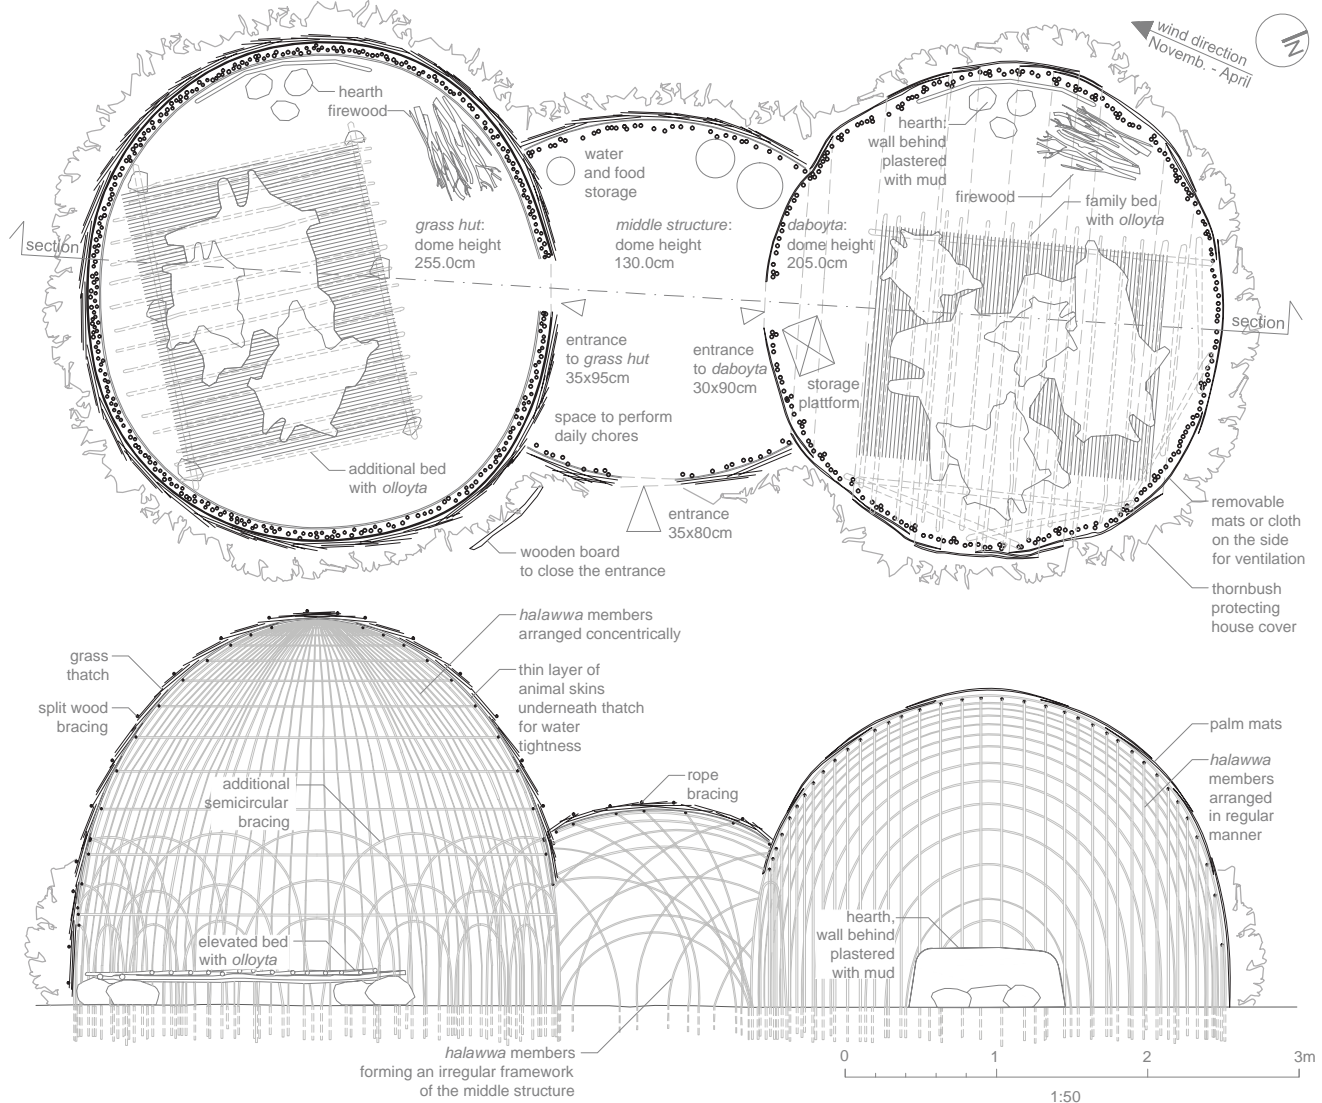 wind direction
Novemb. - April
N
hearth
firewood
water
and food
storage
hearth,
wall behind
plastered
with mud
firewood
family bed
with olloyta
section
grass hut:
dome height
255.0cm
middle structure:
dome height
130.0cm
daboyta:
dome height
205.0cm
section
entrance
to grass hut
35x95cm
entrance
to daboyta
30x90cm
storage
plattform
space to perform
daily chores
additional bed
with olloyta
entrance
35x80cm
wooden board
to close the entrance
removable
mats or cloth
on the side
for ventilation
thornbush
protecting
house cover
halawwa members
arranged concentrically
grass
thatch
thin layer of
animal skins
underneath thatch
for water
tightness
split wood
bracing
palm mats
halawwa
members
arranged
in regular
manner
additional
semicircular
bracing
rope
bracing
elevated bed
with olloyta
hearth,
wall behind
plastered
with mud
halawwa members
forming an irregular framework
of the middle structure
0 1 2 3m
1:50